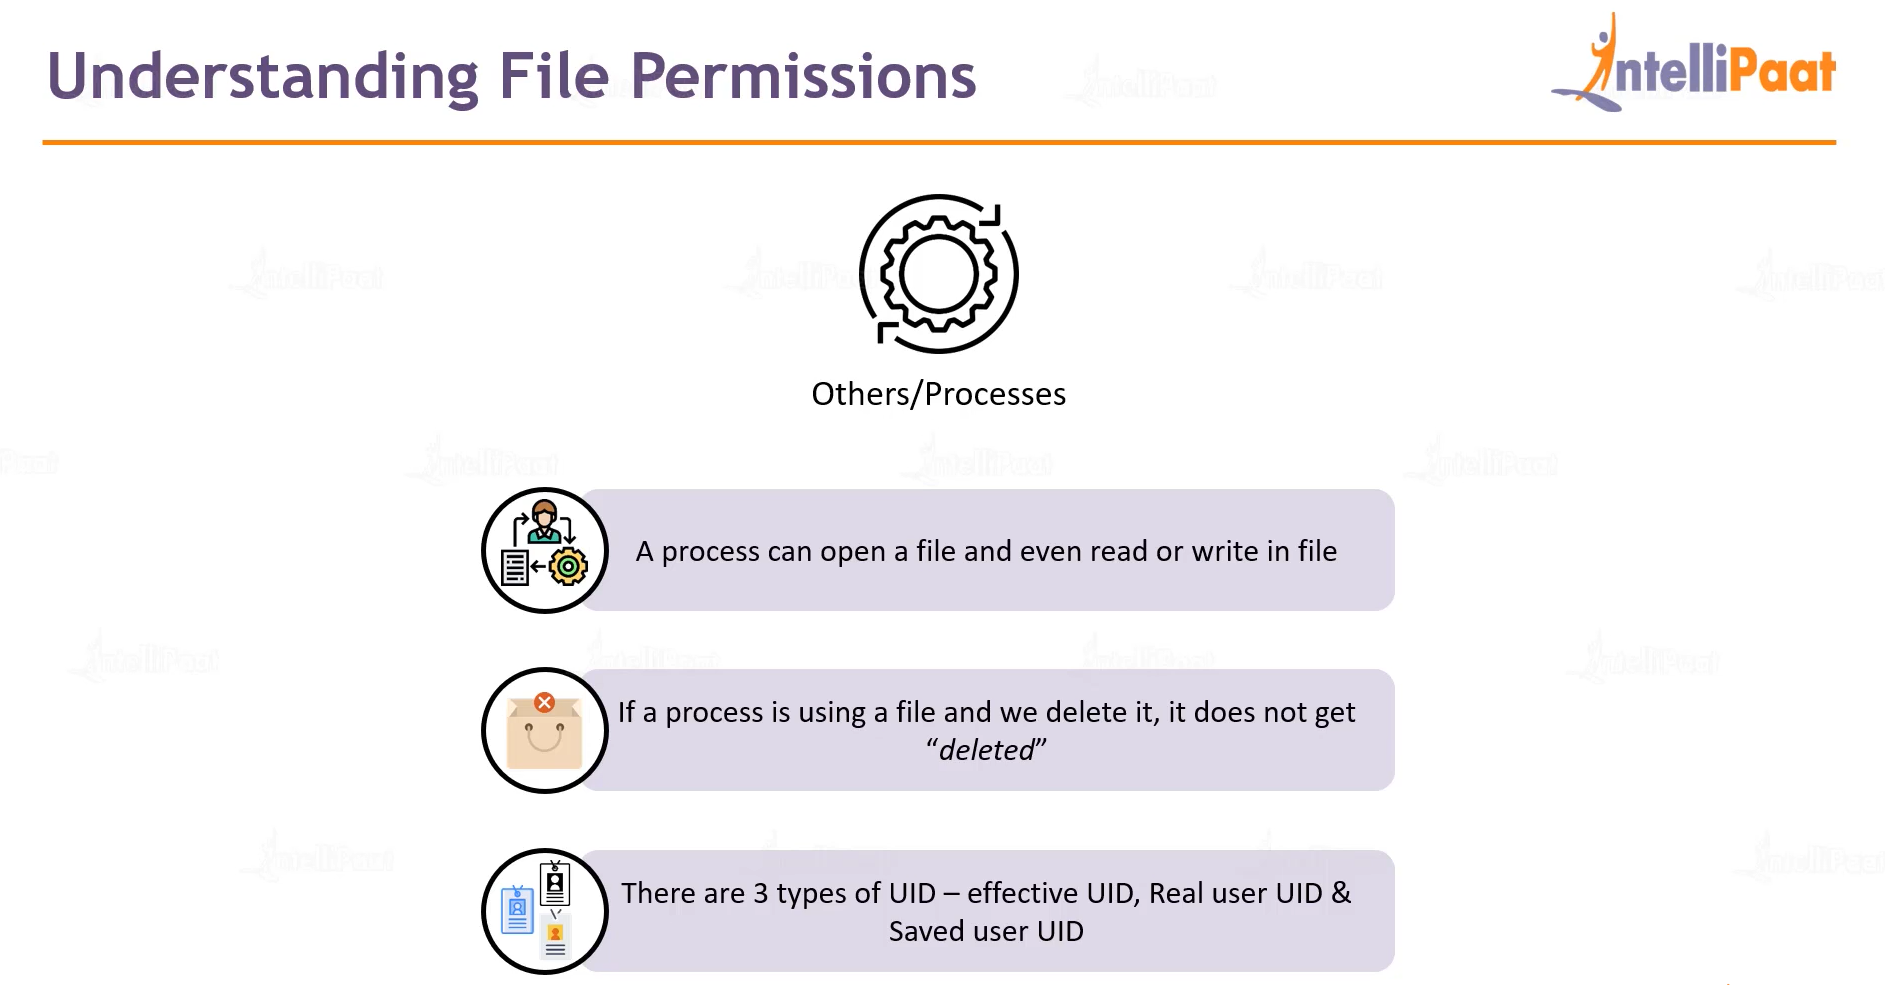 Understanding File Permissions
IntelliPaat
Others/Processes
A process can open a file and even read or write in file
If a process is using a file and we delete it, it does not get
“deleted”
There are 3 types of UID – effective UID, Real user UID &
Saved user UID